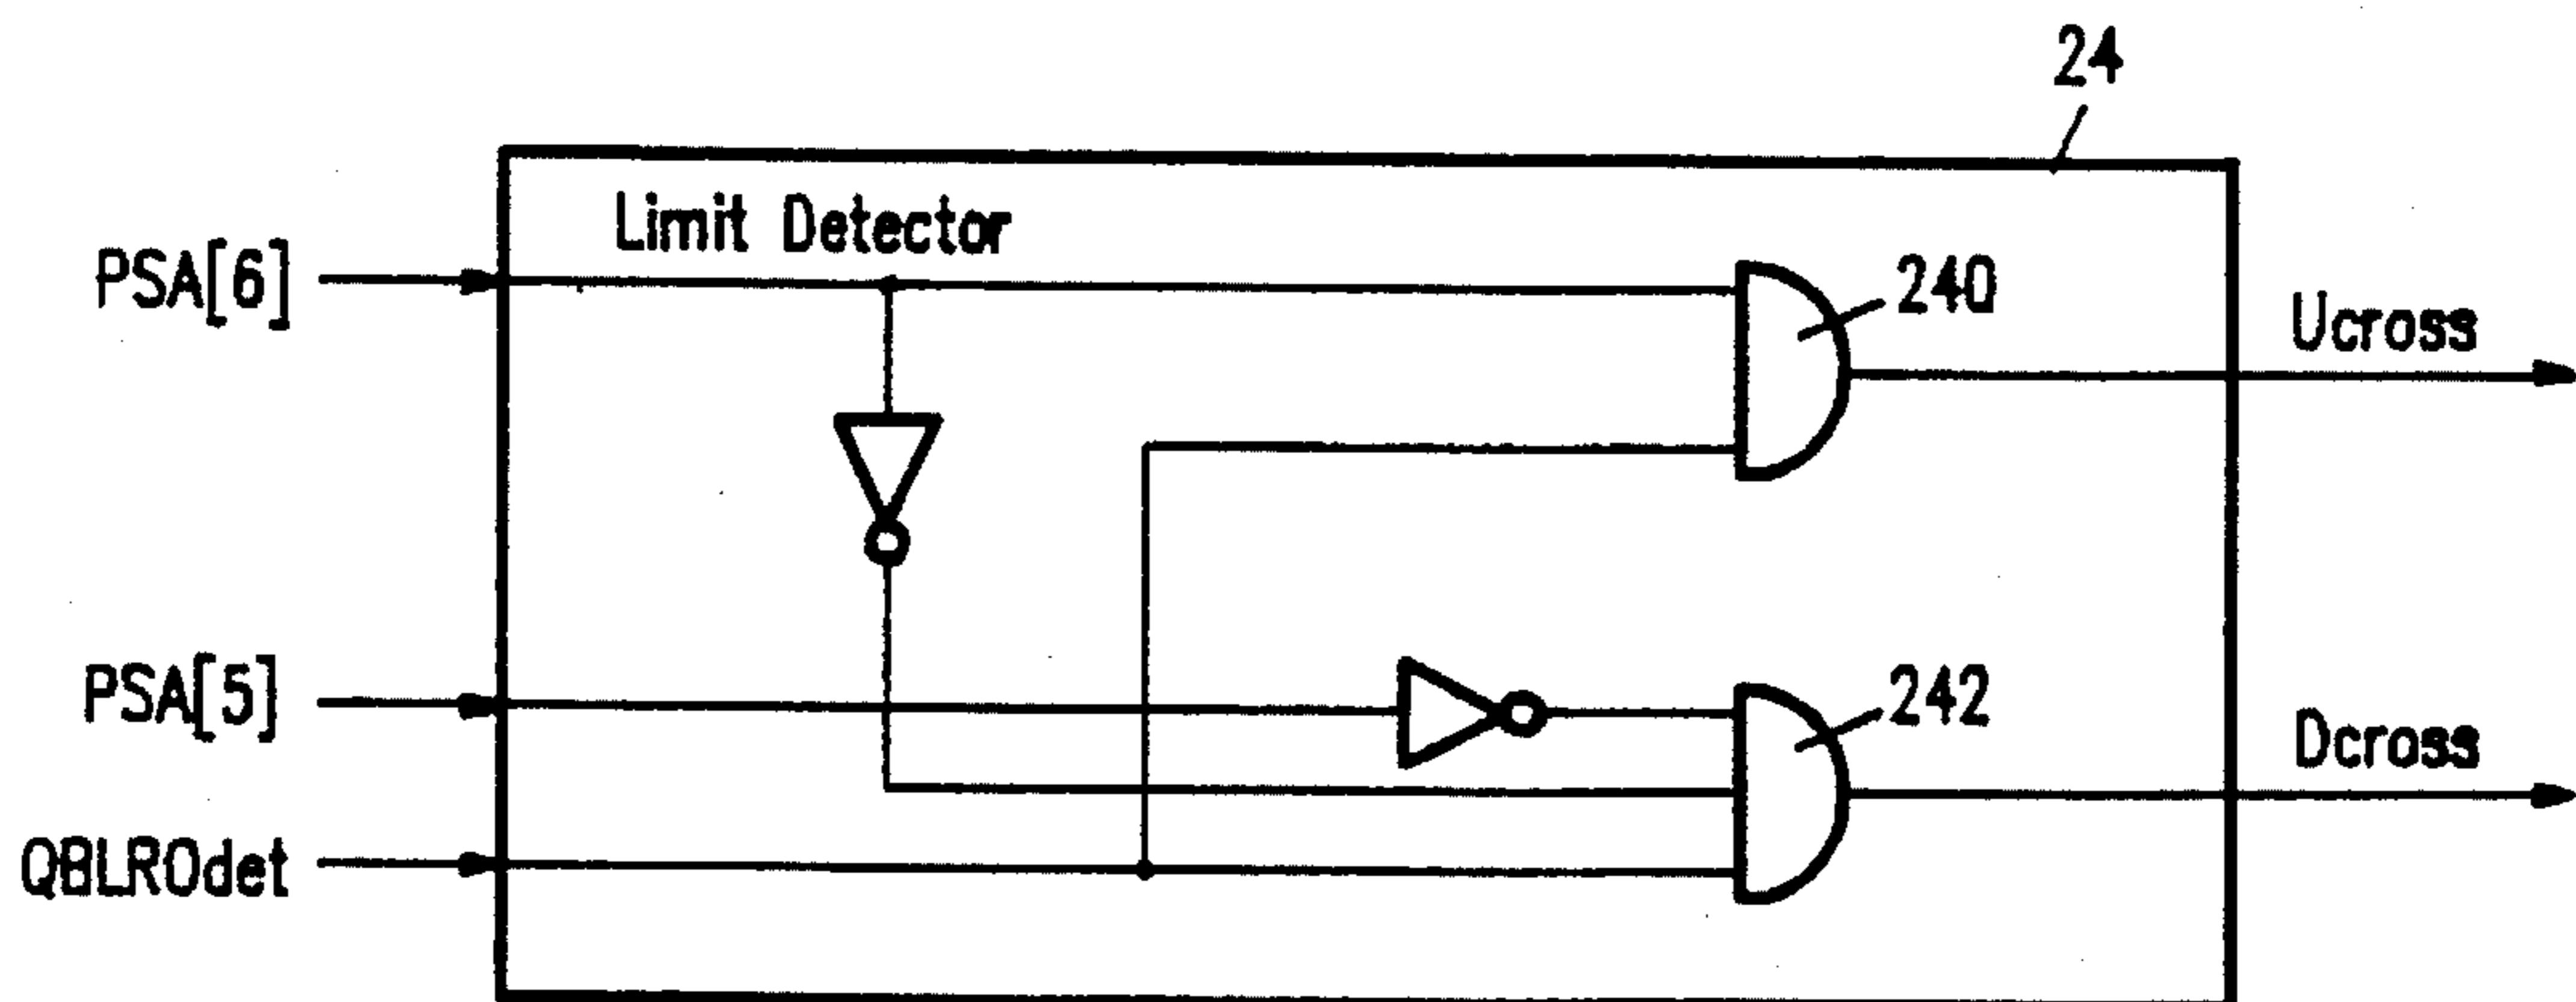 24
Limit Detector
PSA[6]
240
Ucross
PSA[5]
242
Dcross
QBLROdet